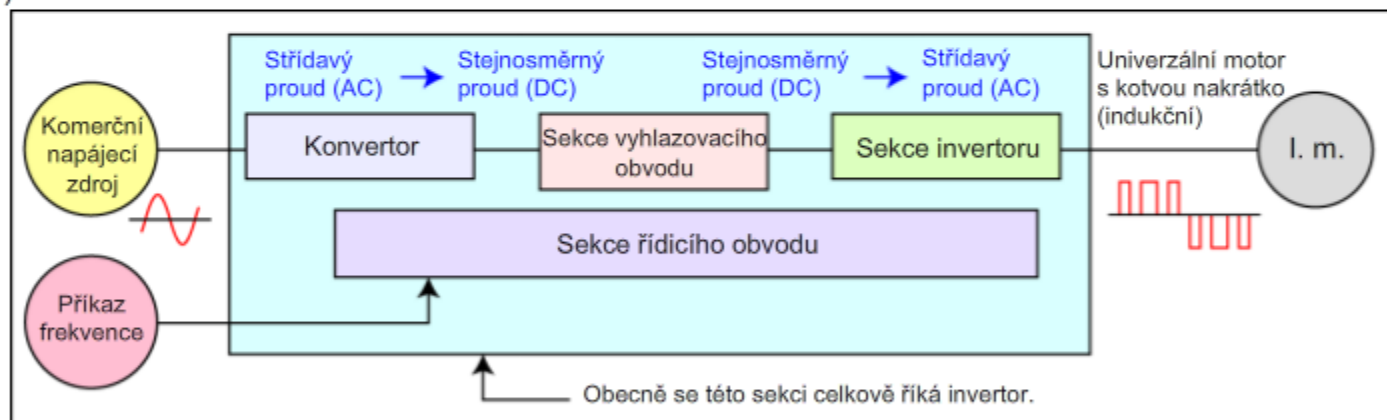 Komerční
napájecí
zdroj
Příkaz
frekvence
Střídavý
proud (AC)
Stejnosměrný
proud (DC)
Stejnosměrný
proud (DC)
Střídavý
proud (AC)
Konvertor
Sekce vyhlazovacího
obvodu
Sekce invertoru
Sekce řídicího obvodu
Univerzální motor
s kotvou nakrátko
(indukční)
I. m.
Obecně se této sekci celkově říká invertor.